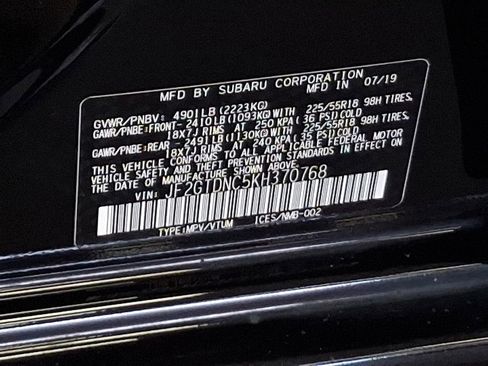 MFD BY SUBARU CORPORATION
MFD IN 07/19
GVWR/PNBV: 4901LB (2223KG)
GAWR/PNBE:FRONT-2410LB (1093KG)WITH 225/55R18 98H TIRES,
18X7J RIMS AT 250 KPA ( 36 PSI)COLD
GAWR/PNBE:REAR -2491LB (1130KG)WITH 225/55R18 98H TIRES,
18X7J RIMS AT 240 KPA ( 35 PSI)COLD
THIS VEHICLE CONFORMS TO ALL APPLICABLE FEDERAL MOTOR
VEHICLE SAFETY, BUMPER, AND THEFT PREVENTION STANDARDS
IN EFFECT ON THE DATE OF MANUFACTURE SHOWN ABOVE.
VIN: JF2GTDNC5KH370768
TYPE:MPV/VTUM ICES/NMB-002